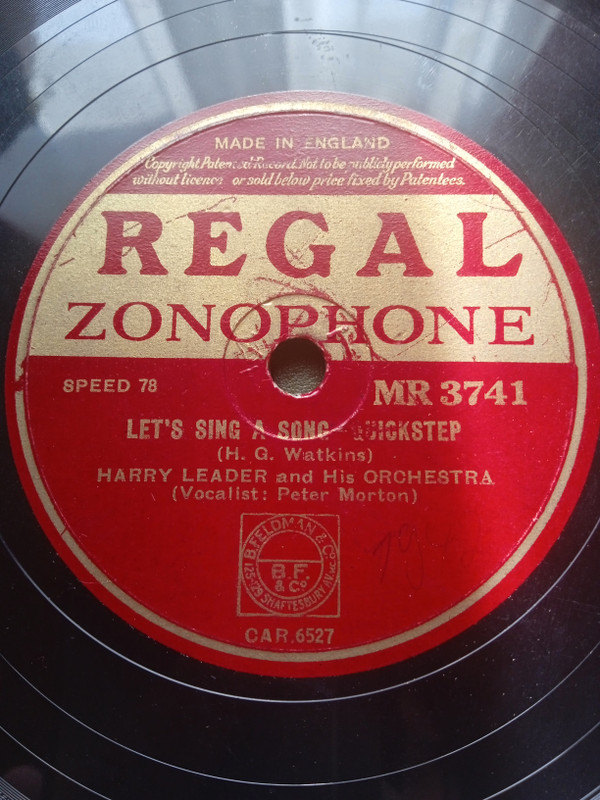 MADE IN ENGLAND
Copyright Patented Record. Not to be publicly performed
without licence or sold below price fixed by Patentees.
REGAL
ZONOPHONE
SPEED 78
MR 3741
LET'S SING A SONG - QUICKSTEP
(H. G. Watkins)
HARRY LEADER and His ORCHESTRA
(Vocalist: Peter Morton)
B. FELDMAN & Co
125-129 SHAFTESBURY AV. W.C.
B.F.
& Co.
CAR.6527